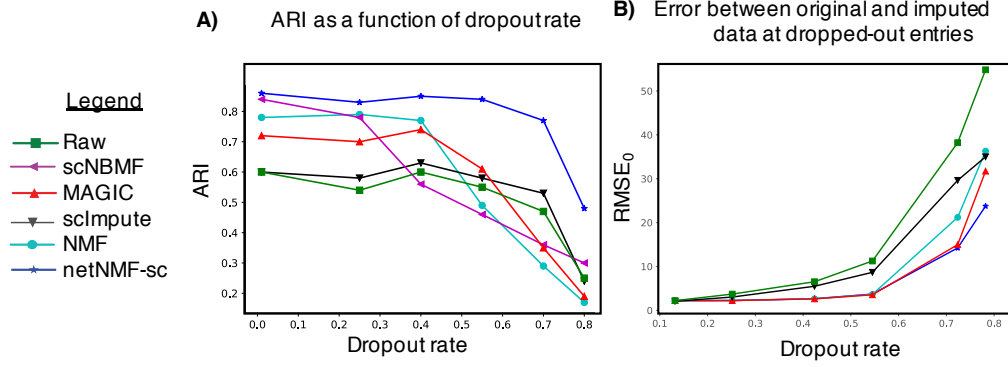 A) ARI as a function of dropout rate
B) Error between original and imputed
data at dropped-out entries
Legend
Raw
scNBMF
MAGIC
scImpute
NMF
netNMF-sc
ARI
0.8
0.7
0.6
0.5
0.4
0.3
0.2
0.0 0.1 0.2 0.3 0.4 0.5 0.6 0.7 0.8
Dropout rate
RMSE0
50
40
30
20
10
0
0.1 0.2 0.3 0.4 0.5 0.6 0.7 0.8
Dropout rate